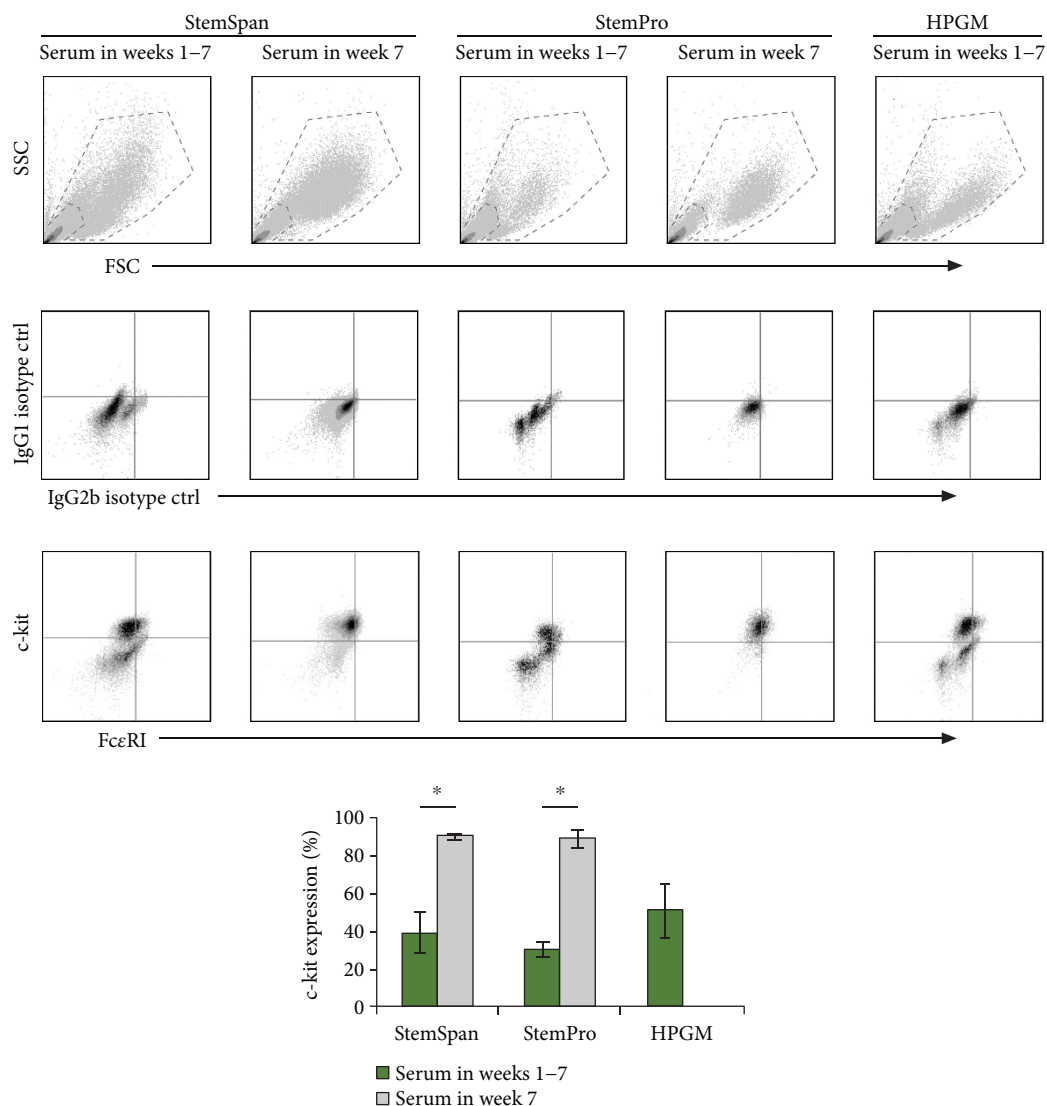 StemSpan StemPro HPGM
Serum in weeks 1–7 Serum in week 7 Serum in weeks 1–7 Serum in week 7 Serum in weeks 1–7
SSC
FSC
IgG1 isotype ctrl
IgG2b isotype ctrl
c-kit
FcεRI
* *
c-kit expression (%)
100
80
60
40
20
0
StemSpan StemPro HPGM
Serum in weeks 1–7
Serum in week 7